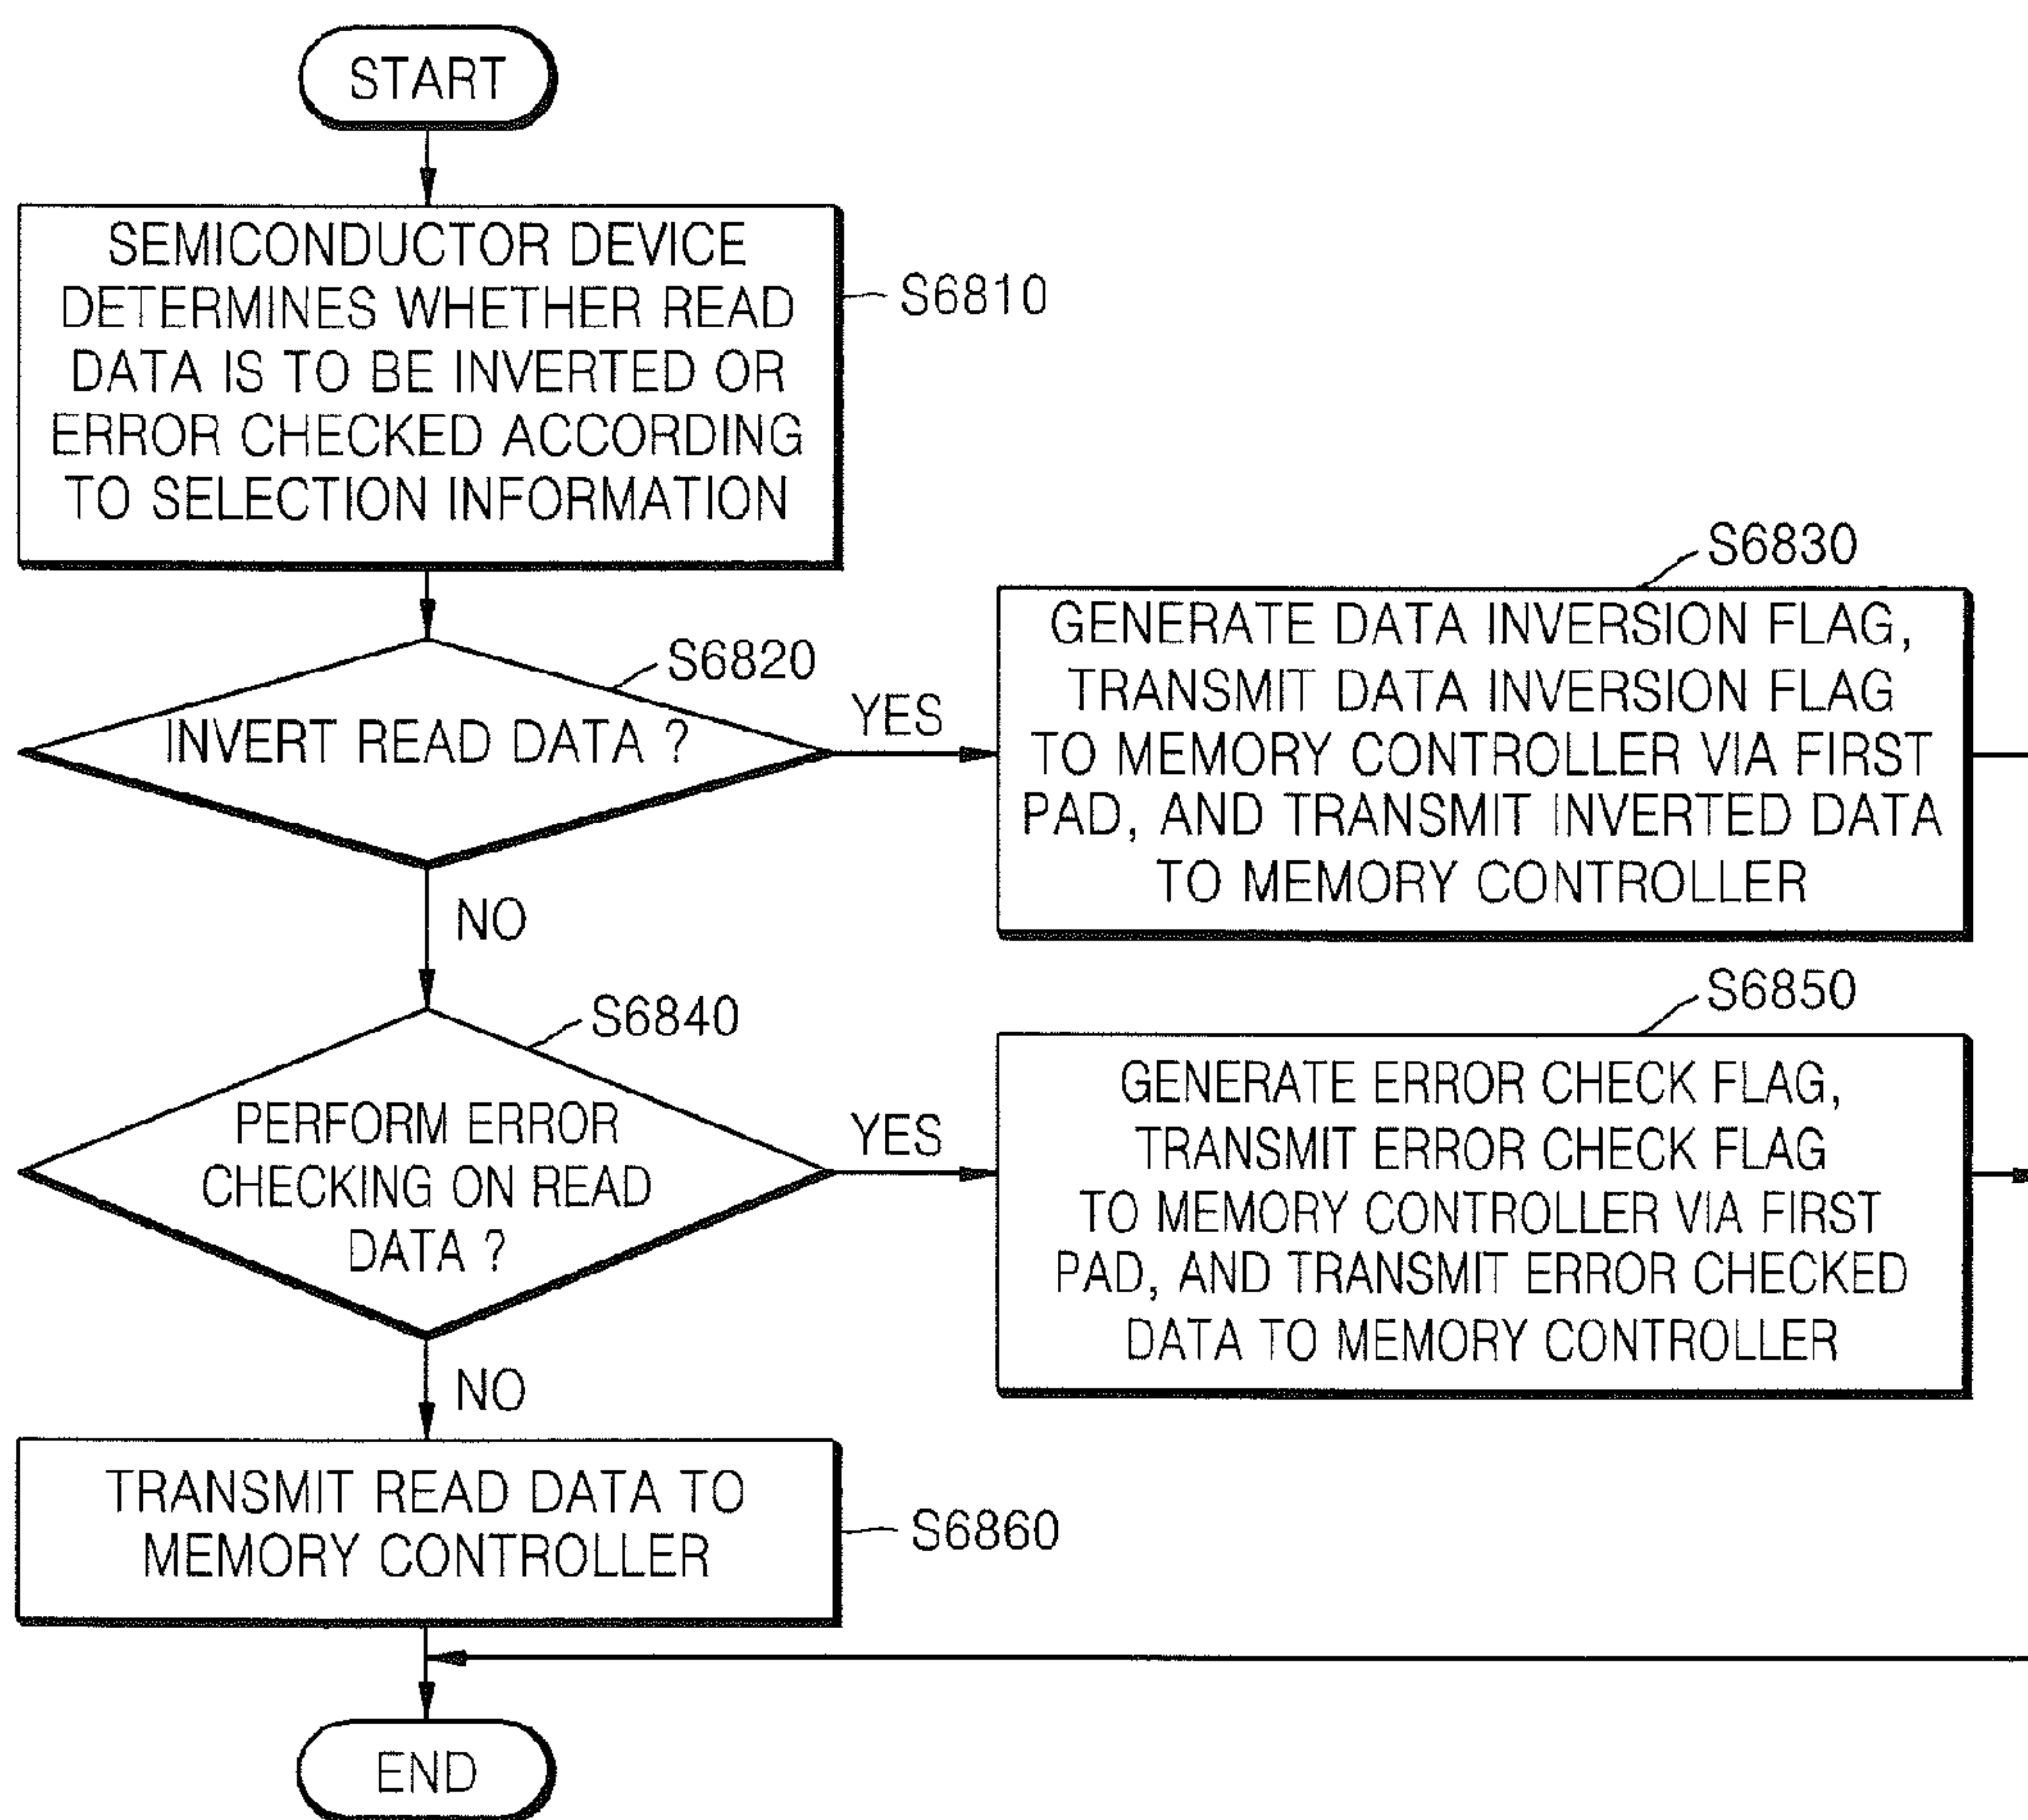 START
SEMICONDUCTOR DEVICE
DETERMINES WHETHER READ
DATA IS TO BE INVERTED OR
ERROR CHECKED ACCORDING
TO SELECTION INFORMATION
S6810
S6820
INVERT READ DATA ?
YES
NO
S6830
GENERATE DATA INVERSION FLAG,
TRANSMIT DATA INVERSION FLAG
TO MEMORY CONTROLLER VIA FIRST
PAD, AND TRANSMIT INVERTED DATA
TO MEMORY CONTROLLER
S6840
PERFORM ERROR
CHECKING ON READ
DATA ?
YES
NO
S6850
GENERATE ERROR CHECK FLAG,
TRANSMIT ERROR CHECK FLAG
TO MEMORY CONTROLLER VIA FIRST
PAD, AND TRANSMIT ERROR CHECKED
DATA TO MEMORY CONTROLLER
TRANSMIT READ DATA TO
MEMORY CONTROLLER
S6860
END